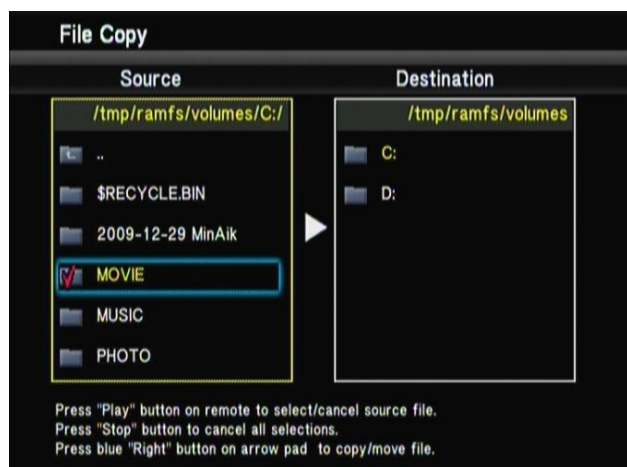 File Copy
Source
Destination
/tmp/ramfs/volumes/C:/
..
$RECYCLE.BIN
2009-12-29 MinAik
MOVIE
MUSIC
PHOTO
/tmp/ramfs/volumes
C:
D:
Press "Play" button on remote to select/cancel source file.
Press "Stop" button to cancel all selections.
Press blue "Right" button on arrow pad to copy/move file.